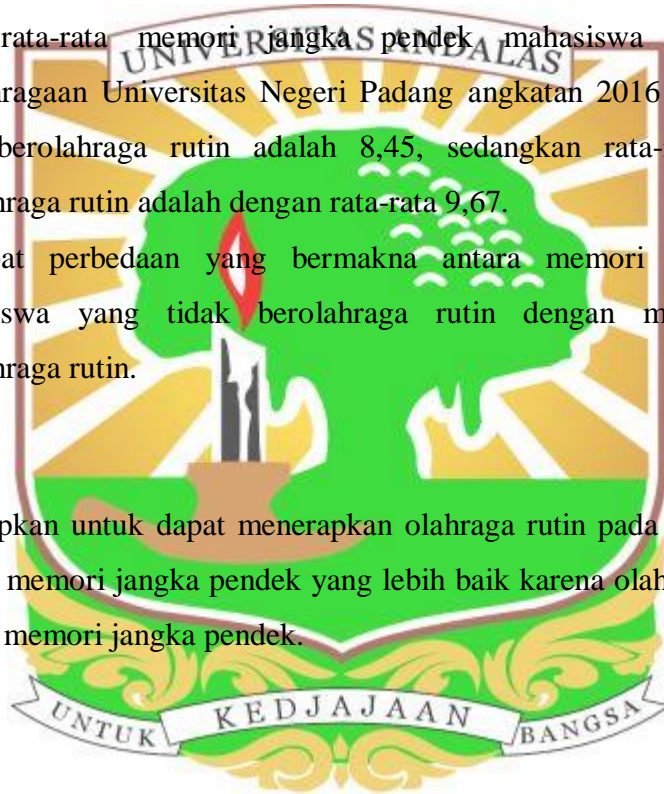 rata-rata memori jangka pendek mahasiswa
UNIVERSITAS ANDALAS
ragaan Universitas Negeri Padang angkatan 2016
berolahraga rutin adalah 8,45, sedangkan rata-
hraga rutin adalah dengan rata-rata 9,67.
at perbedaan yang bermakna antara memori
swa yang tidak berolahraga rutin dengan m
hraga rutin.
pkan untuk dapat menerapkan olahraga rutin pada
memori jangka pendek yang lebih baik karena olah
memori jangka pendek.
UNTUK KEDJAJAAN BANGSA